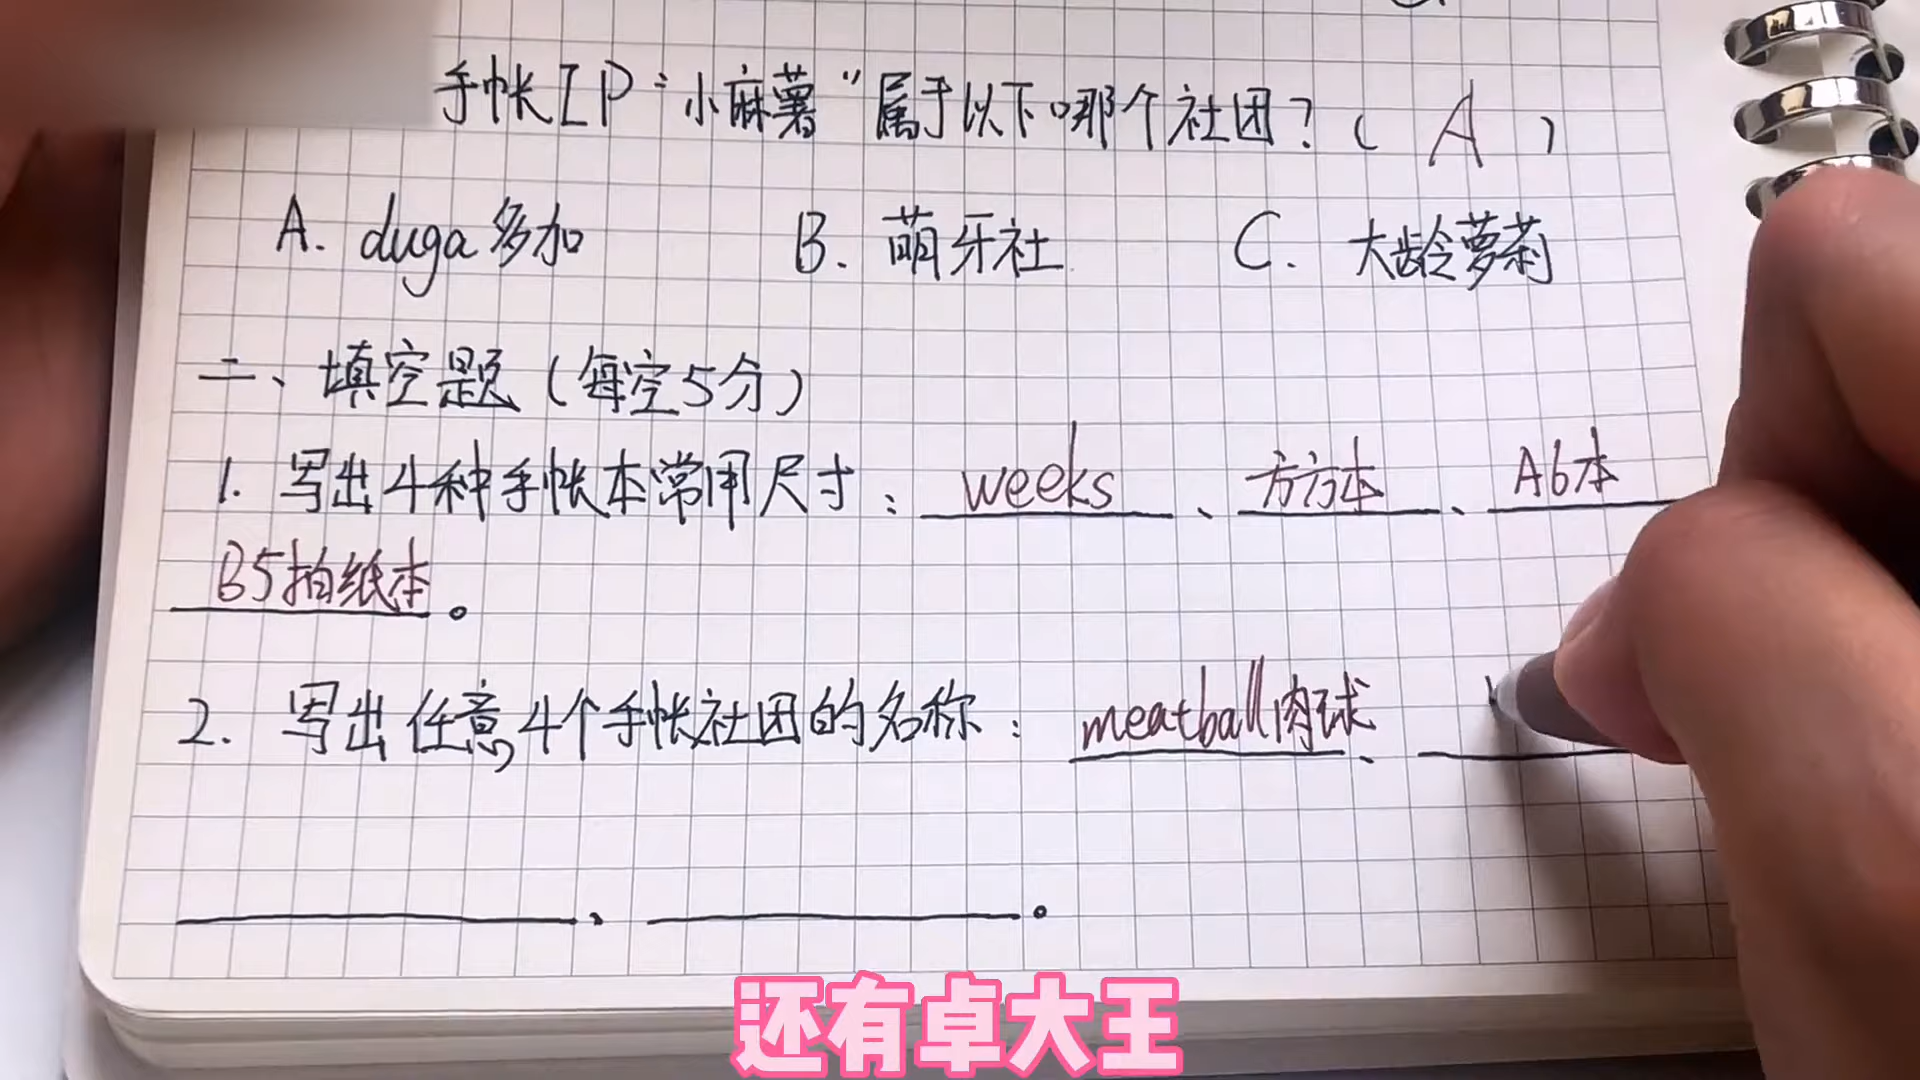 手帐IP“小麻薯”属于以下哪个社团？（ A ）
A. duga多加 B. 萌牙社 C. 大龄萝莉
二、填空题（每空5分）
1. 写出4种手帐本常用尺寸：weeks、方方本、A6本
B5拍纸本。
2. 写出任意4个手帐社团的名称：meatball肉球、
、。
还有卓大王